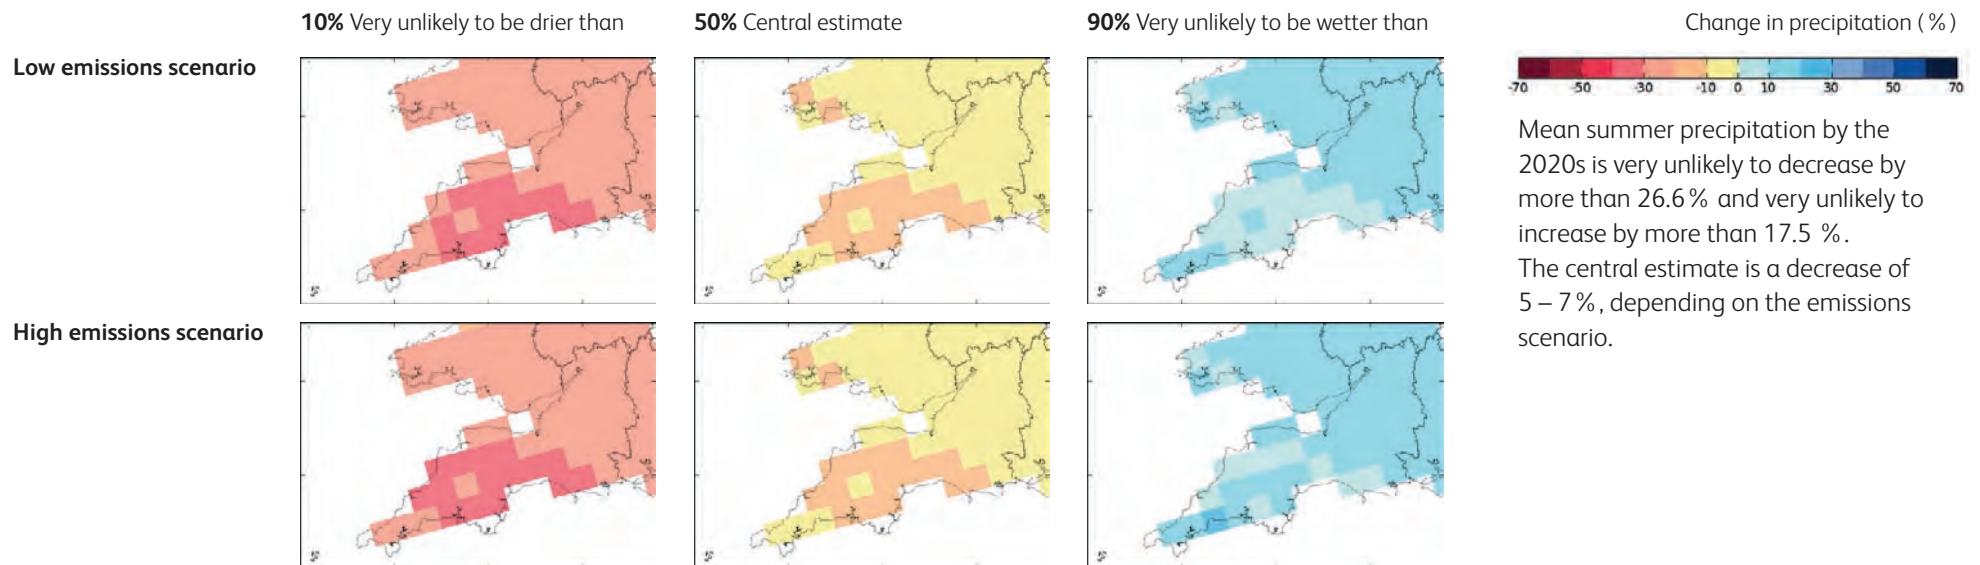 10% Very unlikely to be drier than
50% Central estimate
90% Very unlikely to be wetter than
Change in precipitation (%)
Low emissions scenario
-70 -50 -30 -10 0 10 30 50 70
Mean summer precipitation by the
2020s is very unlikely to decrease by
more than 26.6% and very unlikely to
increase by more than 17.5 %.
The central estimate is a decrease of
5 – 7%, depending on the emissions
scenario.
High emissions scenario